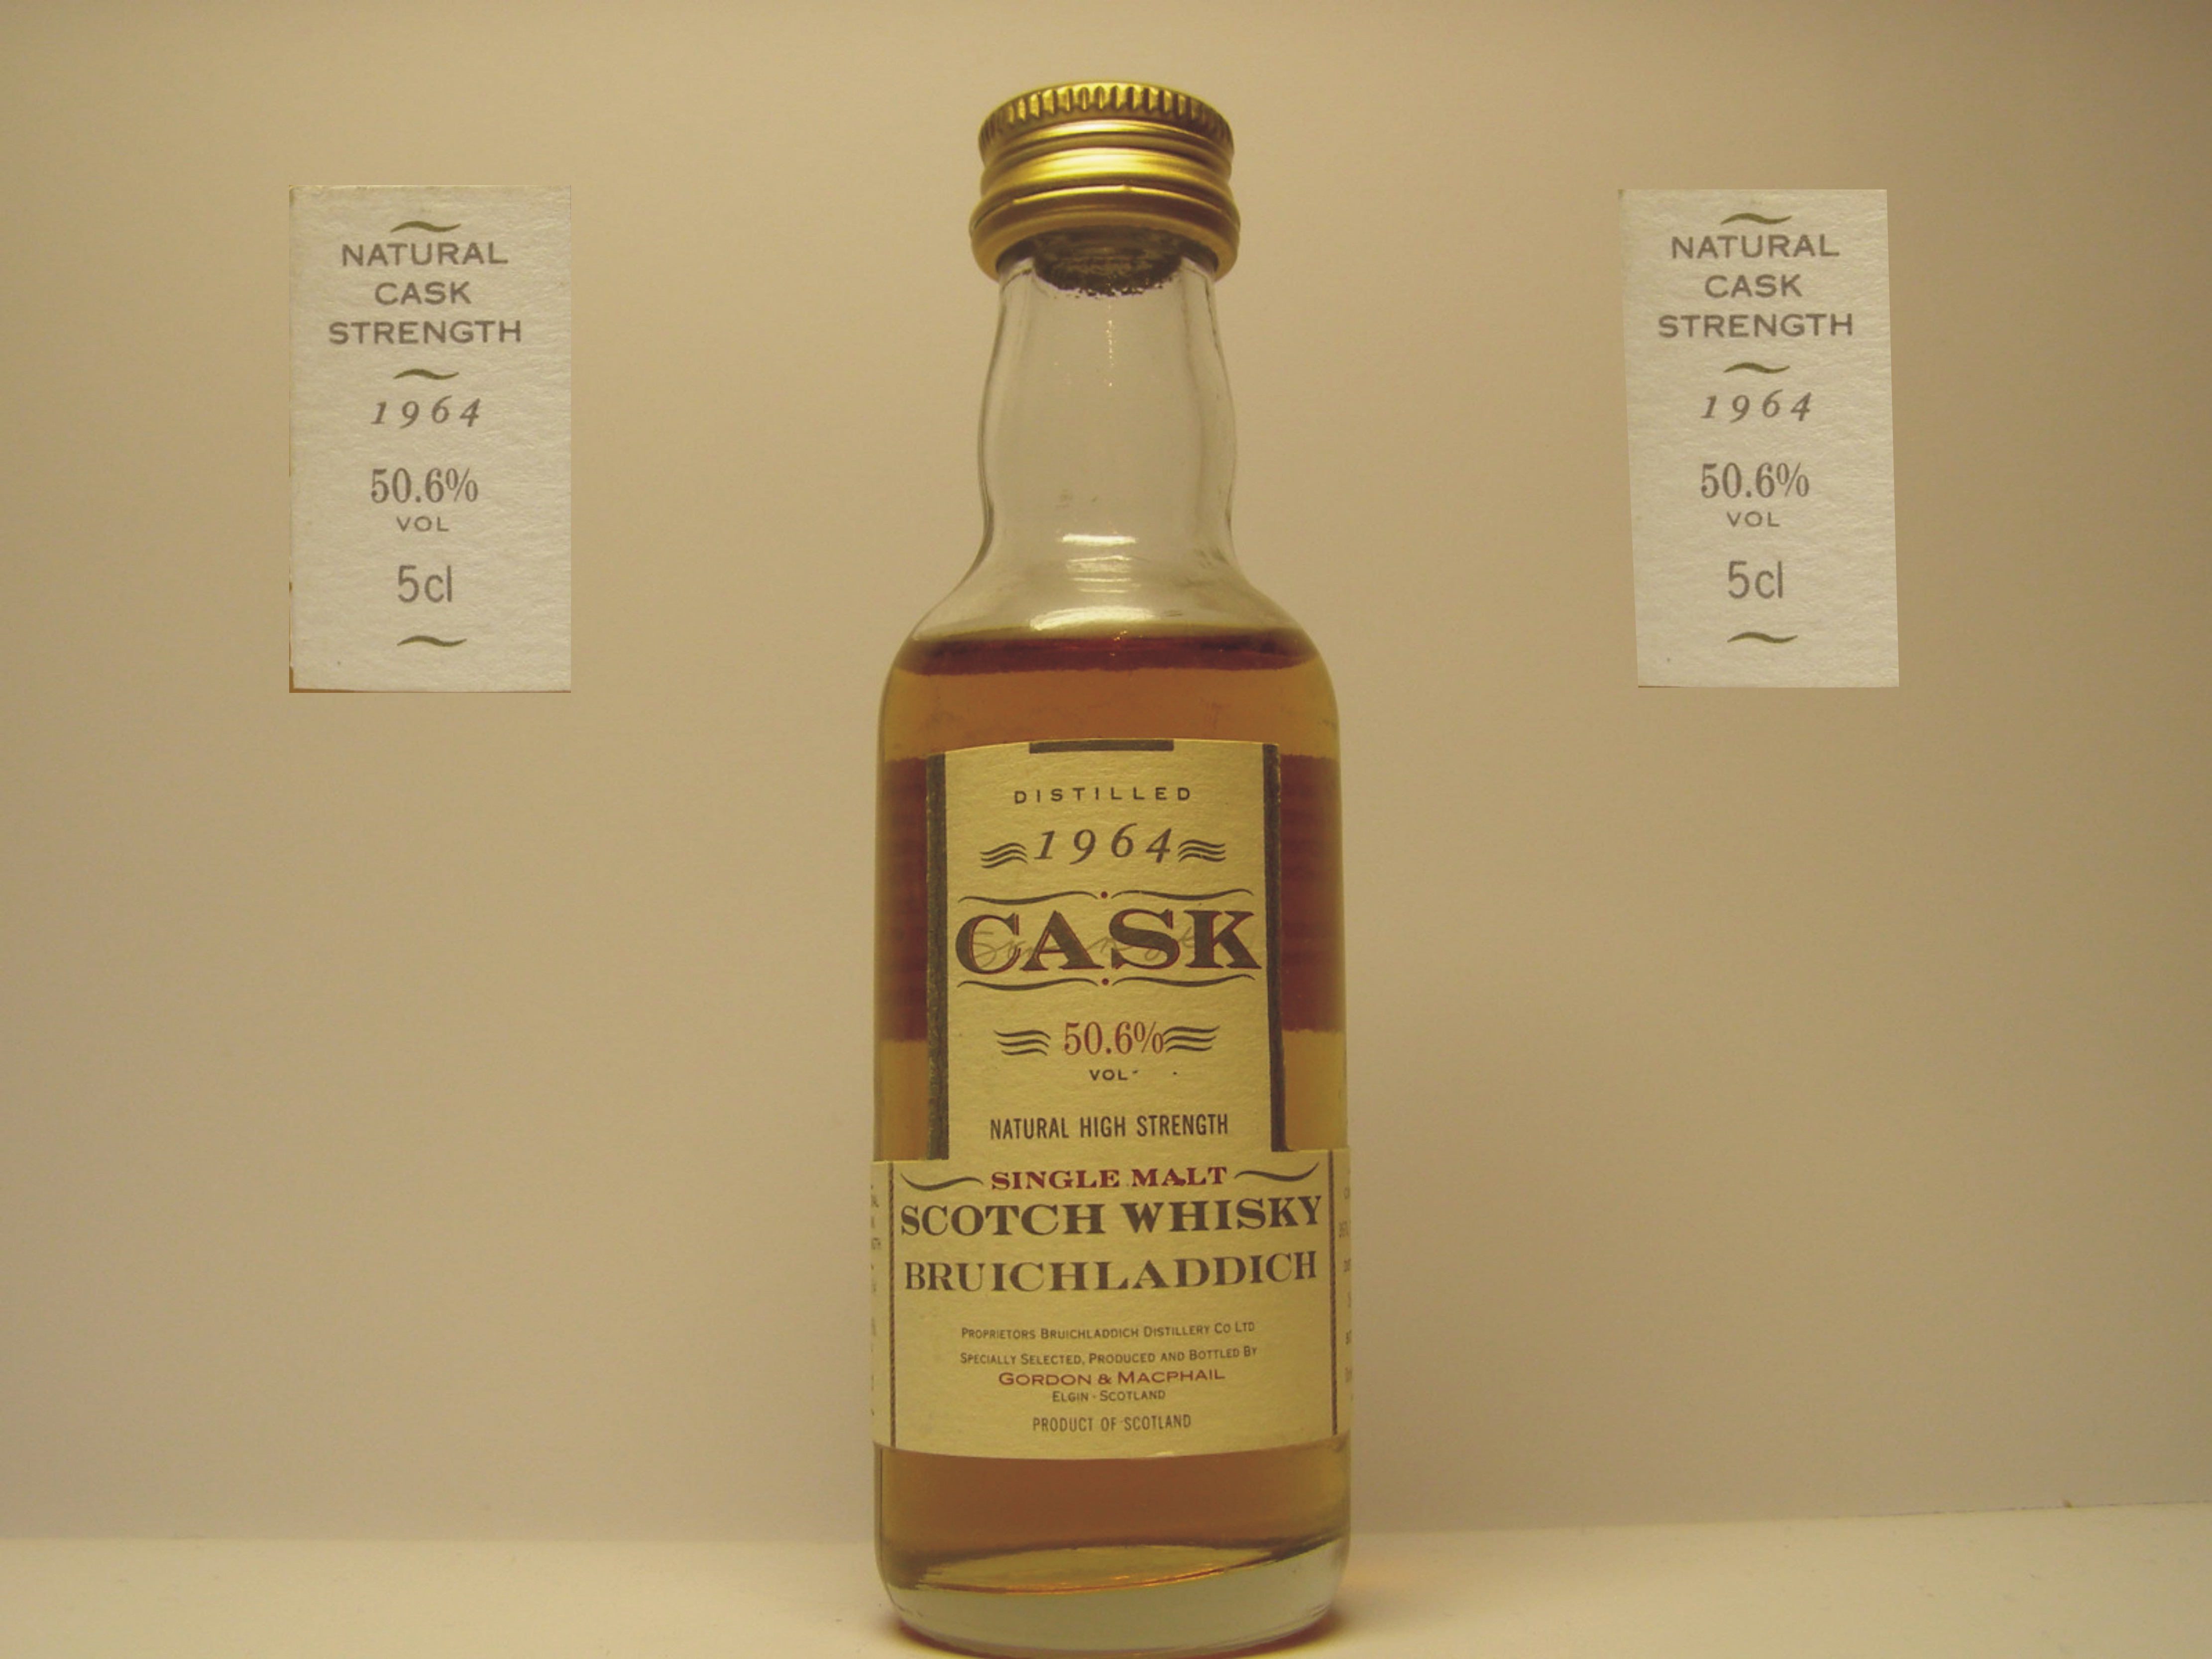 NATURAL
CASK
STRENGTH
1964
50.6%
VOL
5cl
NATURAL
CASK
STRENGTH
1964
50.6%
VOL
5cl
DISTILLED
1964
CASK
50.6%
VOL
NATURAL HIGH STRENGTH
SINGLE MALT
SCOTCH WHISKY
BRUICHLADDICH
PROPRIETORS BRUICHLADDICH DISTILLERY CO LTD
SPECIALLY SELECTED, PRODUCED AND BOTTLED BY
GORDON & MACPHAIL
ELGIN · SCOTLAND
PRODUCT OF SCOTLAND